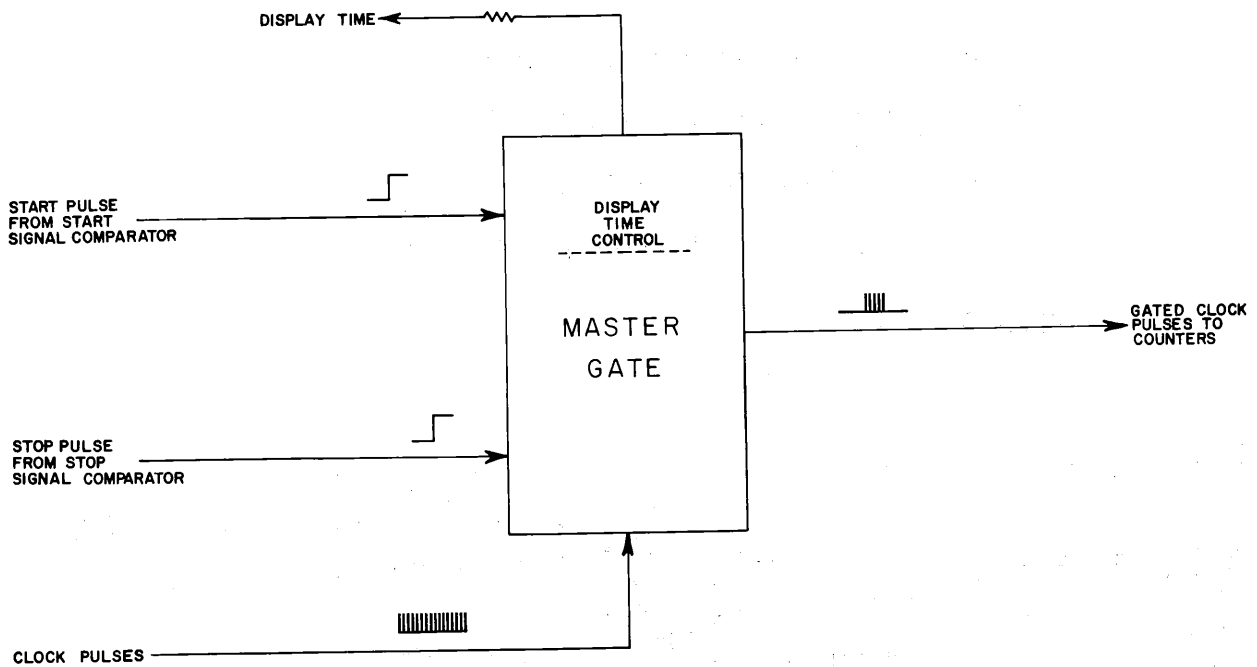 DISPLAY TIME
START PULSE
FROM START
SIGNAL COMPARATOR
DISPLAY
TIME
CONTROL
MASTER
GATE
GATED CLOCK
PULSES TO
COUNTERS
STOP PULSE
FROM STOP
SIGNAL COMPARATOR
CLOCK PULSES